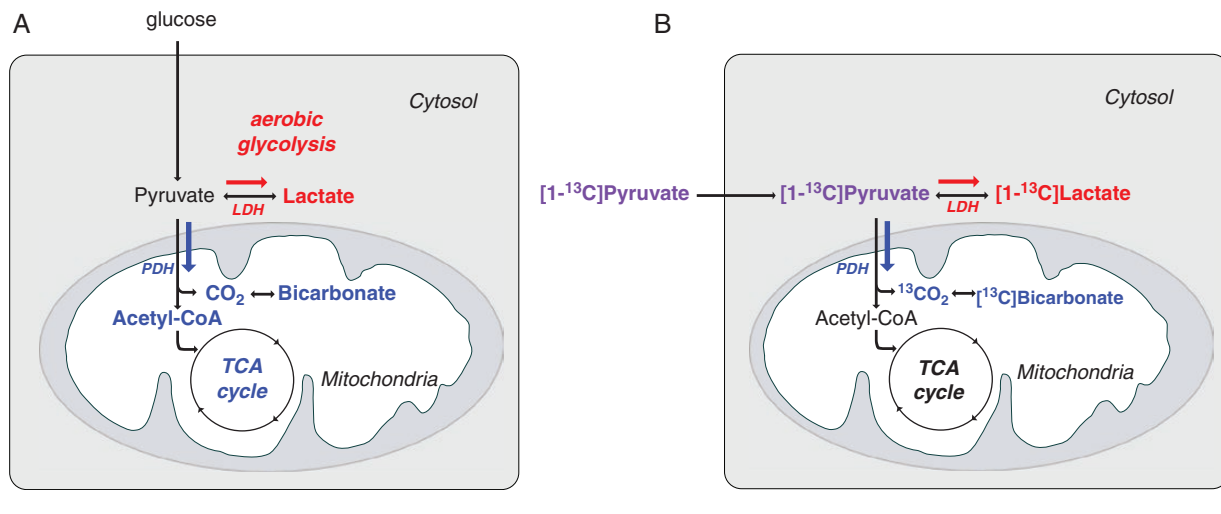 A
glucose
Cytosol
aerobic
glycolysis
Pyruvate
Lactate
LDH
PDH
CO₂
Bicarbonate
Acetyl-CoA
TCA
cycle
Mitochondria
B
Cytosol
[1-¹³C]Pyruvate
[1-¹³C]Pyruvate
[1-¹³C]Lactate
LDH
PDH
¹³CO₂
[¹³C]Bicarbonate
Acetyl-CoA
TCA
cycle
Mitochondria